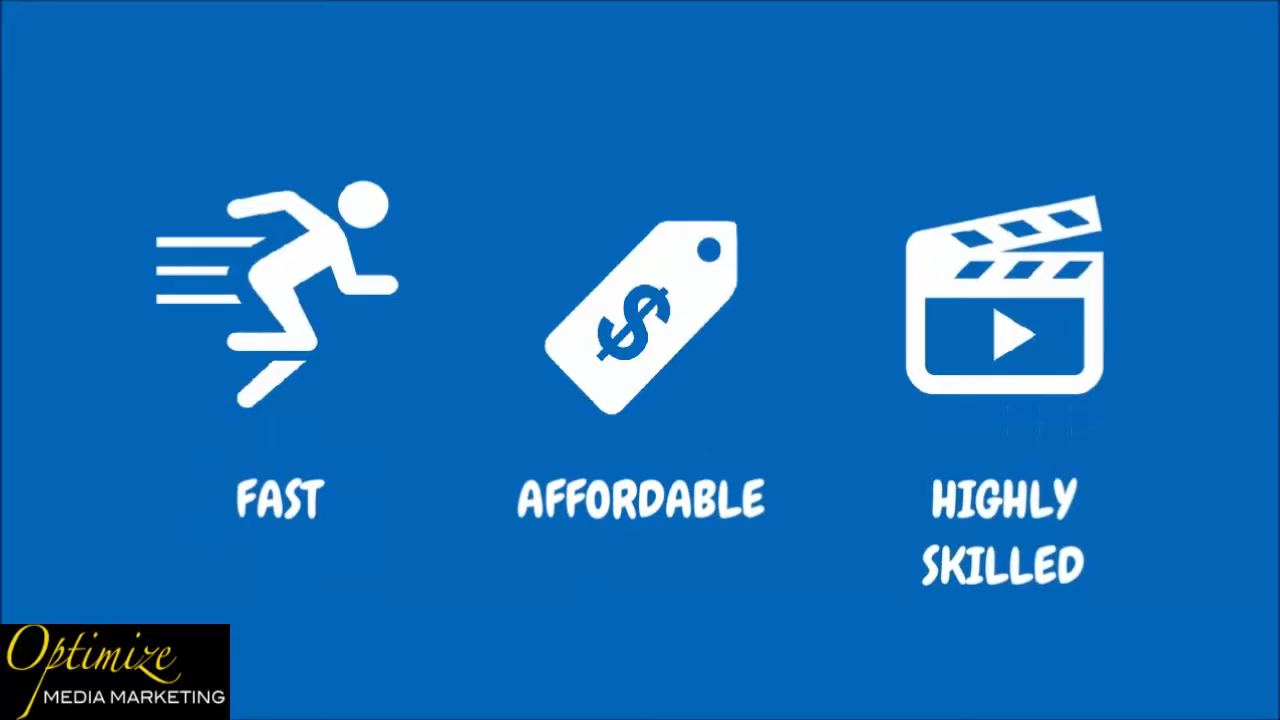 $
FAST
AFFORDABLE
HIGHLY
SKILLED
Optimize
MEDIA MARKETING